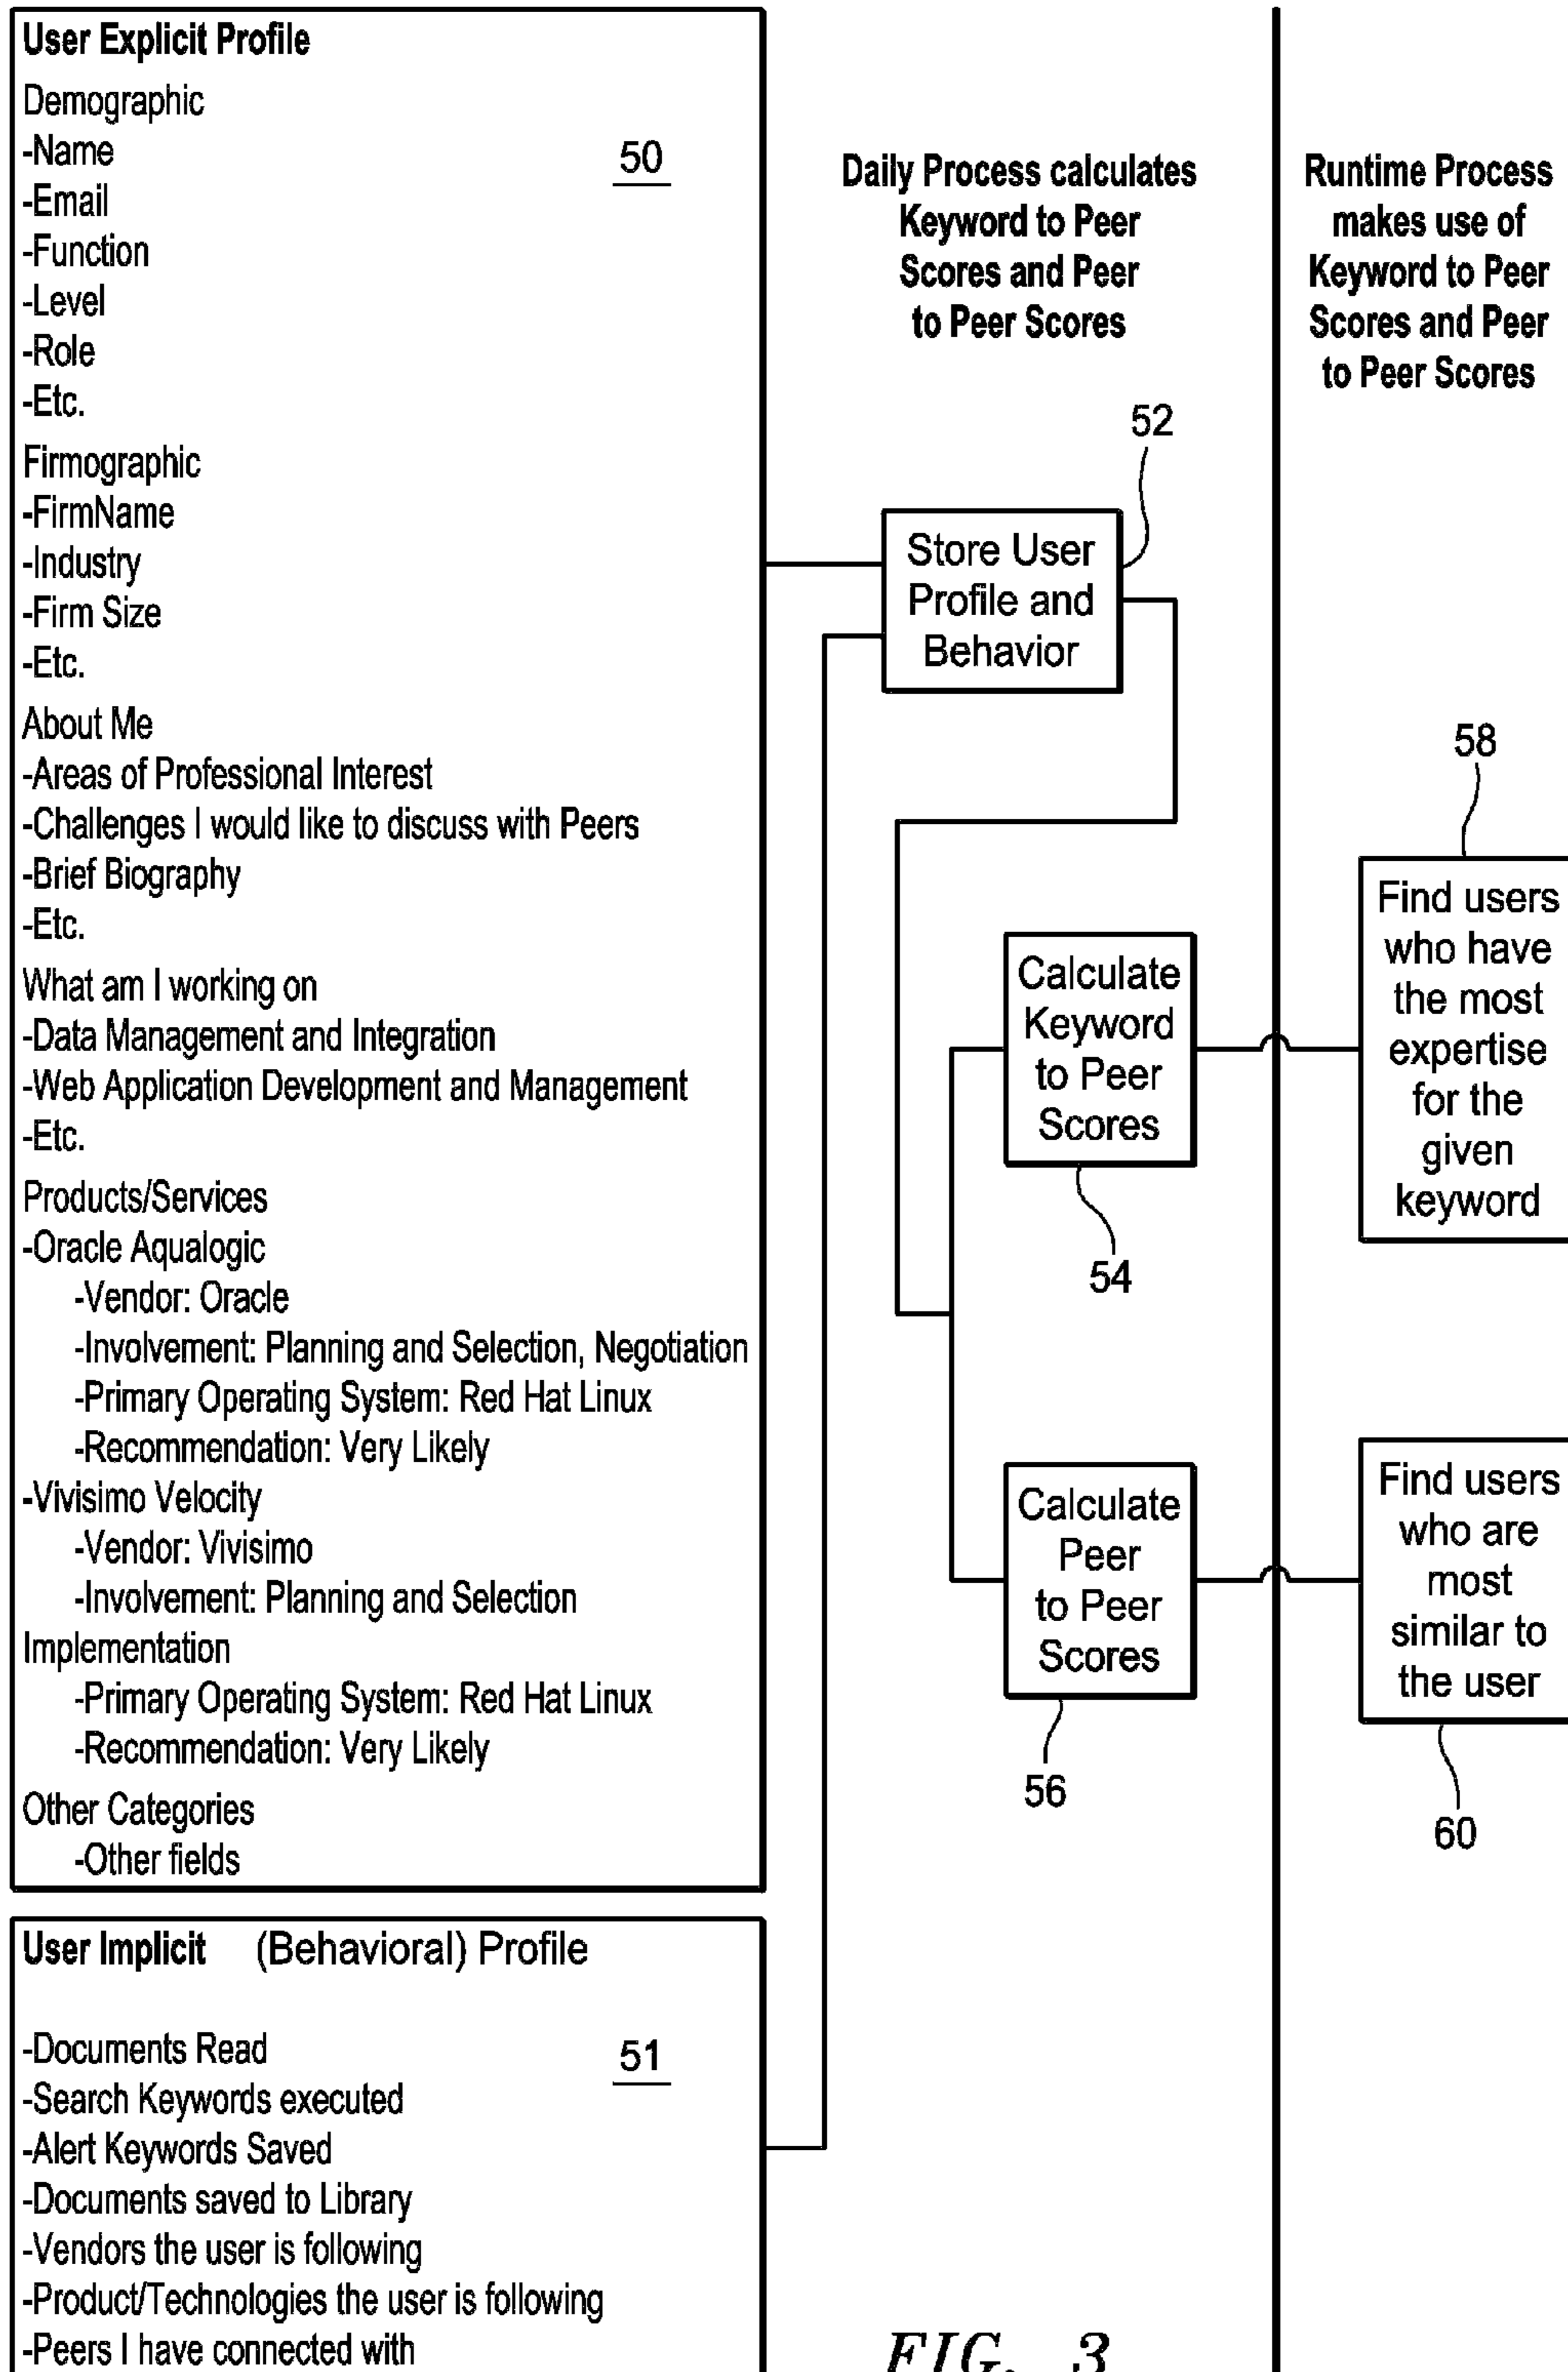 User Explicit Profile
Demographic
-Name
-Email
-Function
-Level
-Role
-Etc.
Firmographic
-FirmName
-Industry
-Firm Size
-Etc.
About Me
-Areas of Professional Interest
-Challenges I would like to discuss with Peers
-Brief Biography
-Etc.
What am I working on
-Data Management and Integration
-Web Application Development and Management
-Etc.
Products/Services
-Oracle Aqualogic
-Vendor: Oracle
-Involvement: Planning and Selection, Negotiation
-Primary Operating System: Red Hat Linux
-Recommendation: Very Likely
-Vivisimo Velocity
-Vendor: Vivisimo
-Involvement: Planning and Selection
Implementation
-Primary Operating System: Red Hat Linux
-Recommendation: Very Likely
Other Categories
-Other fields
50
User Implicit (Behavioral) Profile
51
-Documents Read
-Search Keywords executed
-Alert Keywords Saved
-Documents saved to Library
-Vendors the user is following
-Product/Technologies the user is following
-Peers I have connected with
Daily Process calculates
Keyword to Peer
Scores and Peer
to Peer Scores
52
Store User
Profile and
Behavior
Calculate
Keyword
to Peer
Scores
54
Calculate
Peer
to Peer
Scores
56
Runtime Process
makes use of
Keyword to Peer
Scores and Peer
to Peer Scores
58
Find users
who have
the most
expertise
for the
given
keyword
Find users
who are
most
similar to
the user
60
FIG. 3